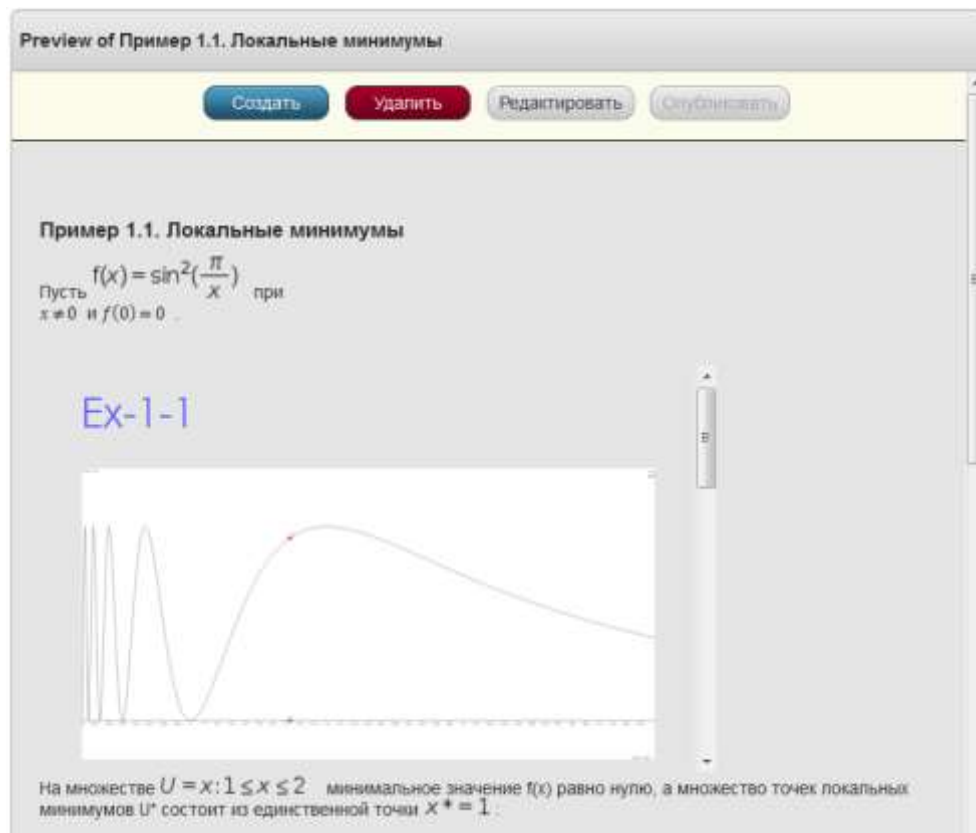 Preview of Пример 1.1. Локальные минимумы
Создать Удалить Редактировать Опубликовать
Пример 1.1. Локальные минимумы
Пусть f(x) = sin²(π/x) при
x ≠ 0 и f(0) = 0 .
Ex-1-1
На множестве U = x: 1 ≤ x ≤ 2 минимальное значение f(x) равно нулю, а множество точек локальных
минимумов U* состоит из единственной точки x* = 1 .